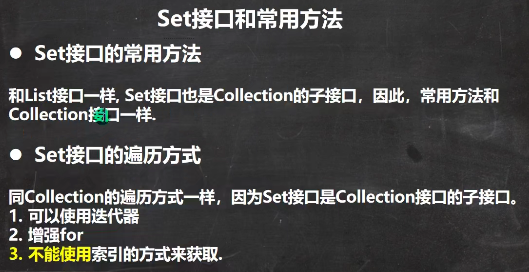 Set接口和常用方法
● Set接口的常用方法
和List接口一样, Set接口也是Collection的子接口，因此，常用方法和
Collection接口一样.
● Set接口的遍历方式
同Collection的遍历方式一样，因为Set接口是Collection接口的子接口。
1. 可以使用迭代器
2. 增强for
3. 不能使用索引的方式来获取.